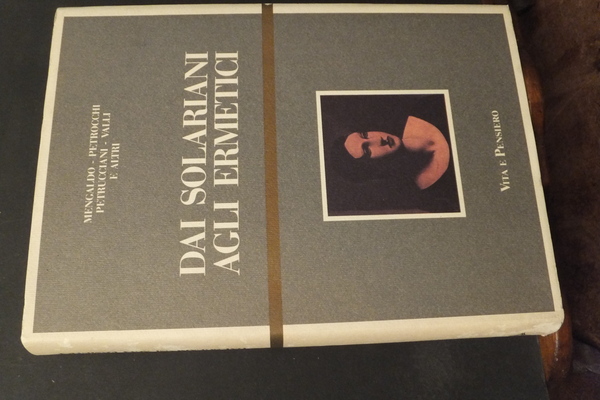 MENGALDO - PETROCCHI
PETRUCCIANI - VALLI
E ALTRI
DAI SOLARIANI
AGLI ERMETICI
VITA E PENSIERO